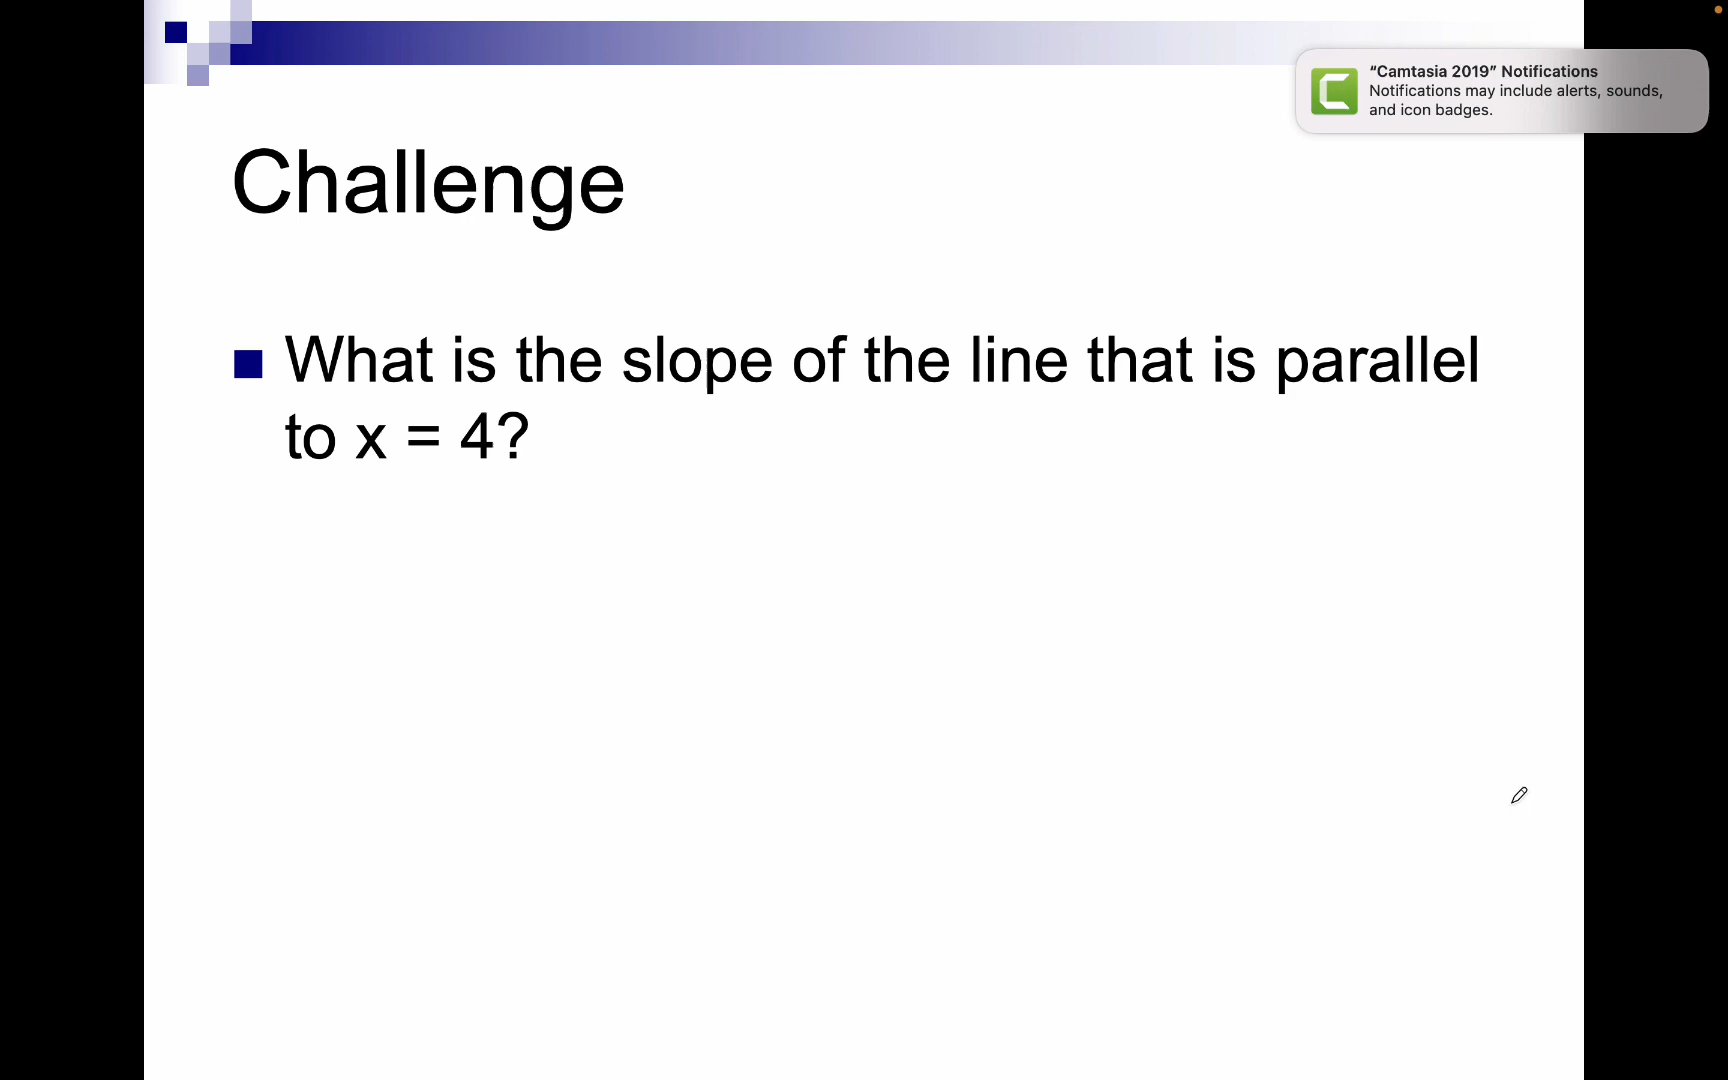 “Camtasia 2019” Notifications
Notifications may include alerts, sounds,
and icon badges.
Challenge
What is the slope of the line that is parallel
to x = 4?